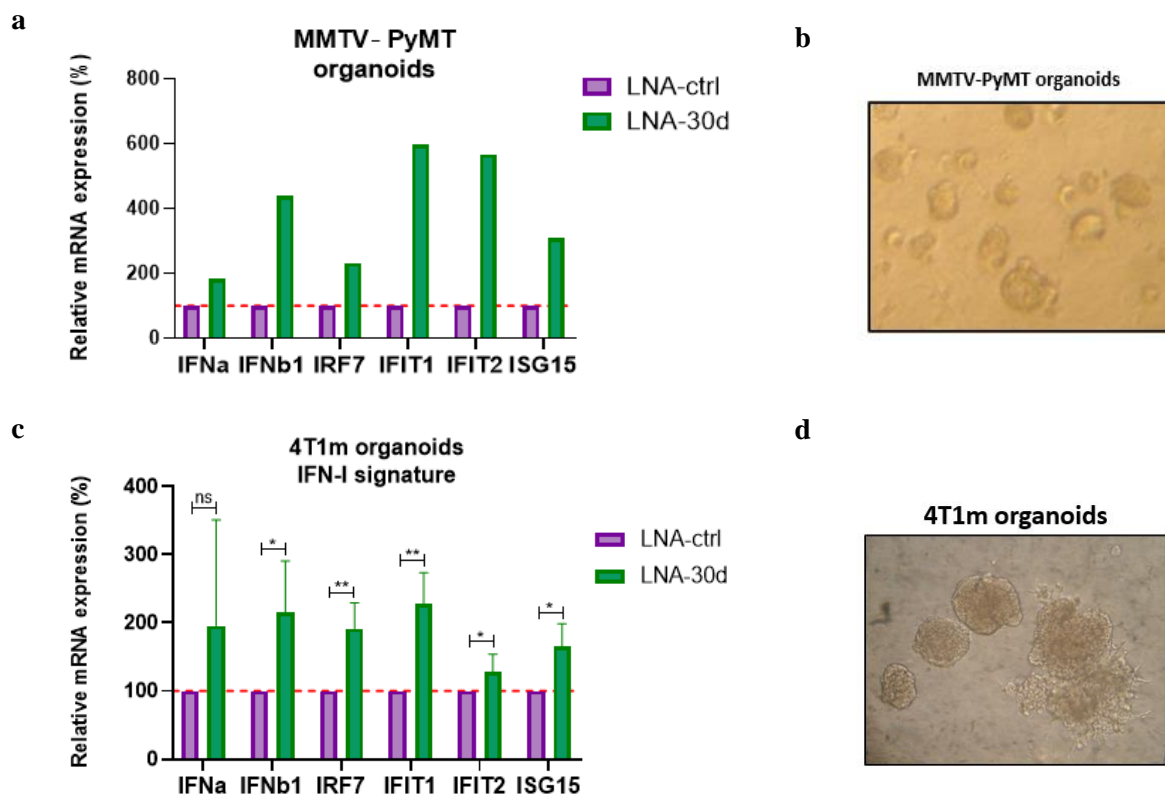 a
MMTV- PyMT
organoids
Relative mRNA expression (%)
800
600
400
200
0
IFNa IFNb1 IRF7 IFIT1 IFIT2 ISG15
LNA-ctrl
LNA-30d
b
MMTV-PyMT organoids
c
4T1m organoids
IFN-I signature
Relative mRNA expression (%)
400
300
200
100
0
ns * ** ** * *
IFNa IFNb1 IRF7 IFIT1 IFIT2 ISG15
LNA-ctrl
LNA-30d
d
4T1m organoids